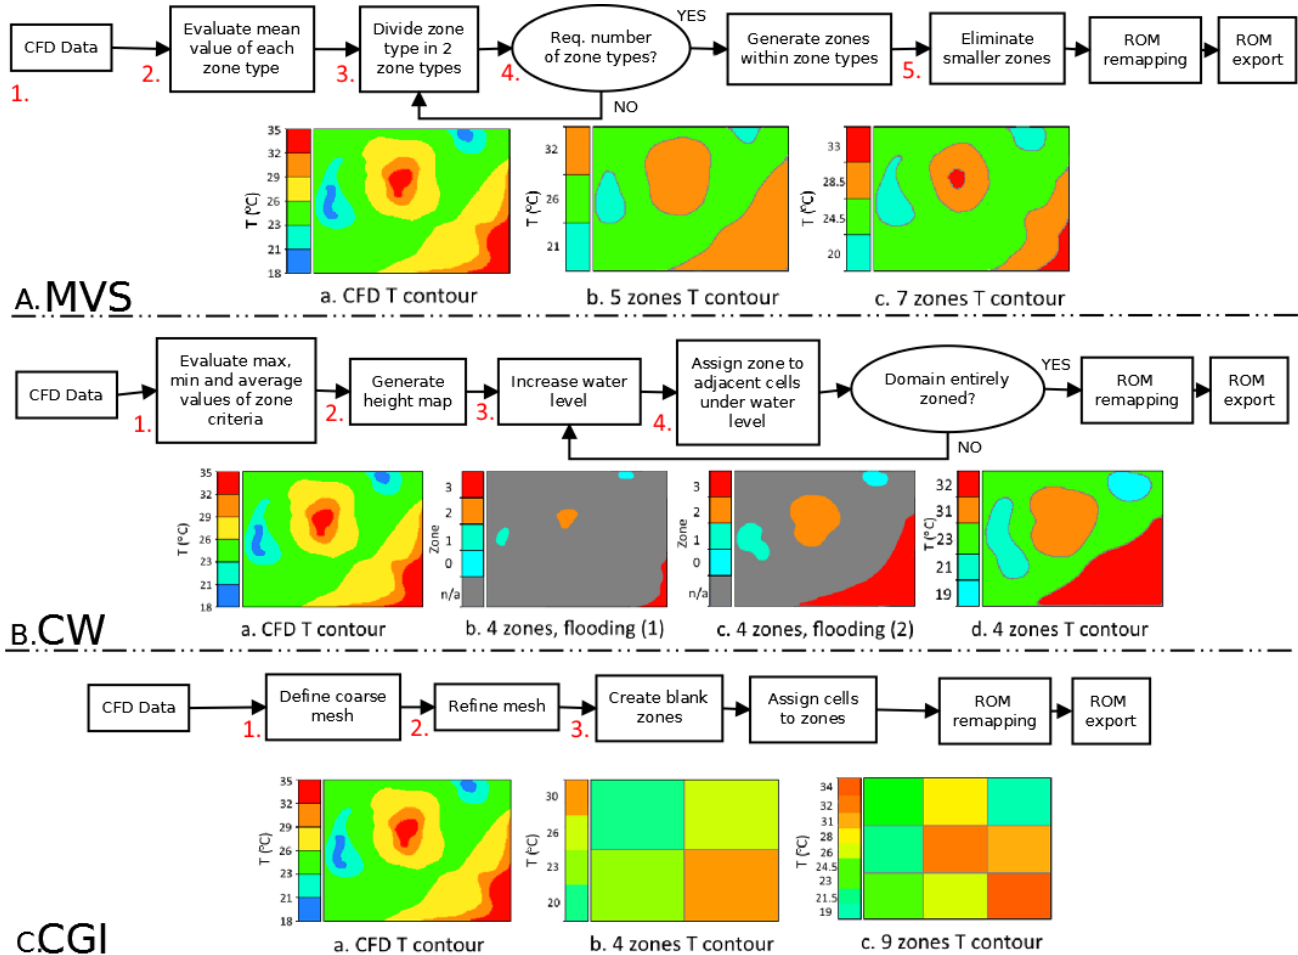 CFD Data
Evaluate mean
value of each
zone type
Divide zone
type in 2
zone types
Req. number
of zone types?
YES
NO
Generate zones
within zone types
Eliminate
smaller zones
ROM
remapping
ROM
export
1.
2.
3.
4.
5.
T (°C)
35
32
29
26
23
21
18
a. CFD T contour
T (°C)
32
26
21
b. 5 zones T contour
T (°C)
33
28.5
24.5
20
c. 7 zones T contour
A. MVS
CFD Data
Evaluate max,
min and average
values of zone
criteria
Generate
height map
Increase water
level
Assign zone to
adjacent cells
under water
level
Domain entirely
zoned?
YES
NO
ROM
remapping
ROM
export
1.
2.
3.
4.
T (°C)
35
32
29
26
23
21
18
a. CFD T contour
Zone
3
2
1
0
n/a
b. 4 zones, flooding (1)
Zone
3
2
1
0
n/a
c. 4 zones, flooding (2)
T (°C)
32
31
23
21
19
d. 4 zones T contour
B. CW
CFD Data
Define coarse
mesh
Refine mesh
Create blank
zones
Assign cells
to zones
ROM
remapping
ROM
export
1.
2.
3.
T (°C)
35
32
29
26
23
21
18
a. CFD T contour
T (°C)
30
26
23
20
b. 4 zones T contour
T (°C)
34
31
28
26
24.5
23
21.5
19
c. 9 zones T contour
C. CGI